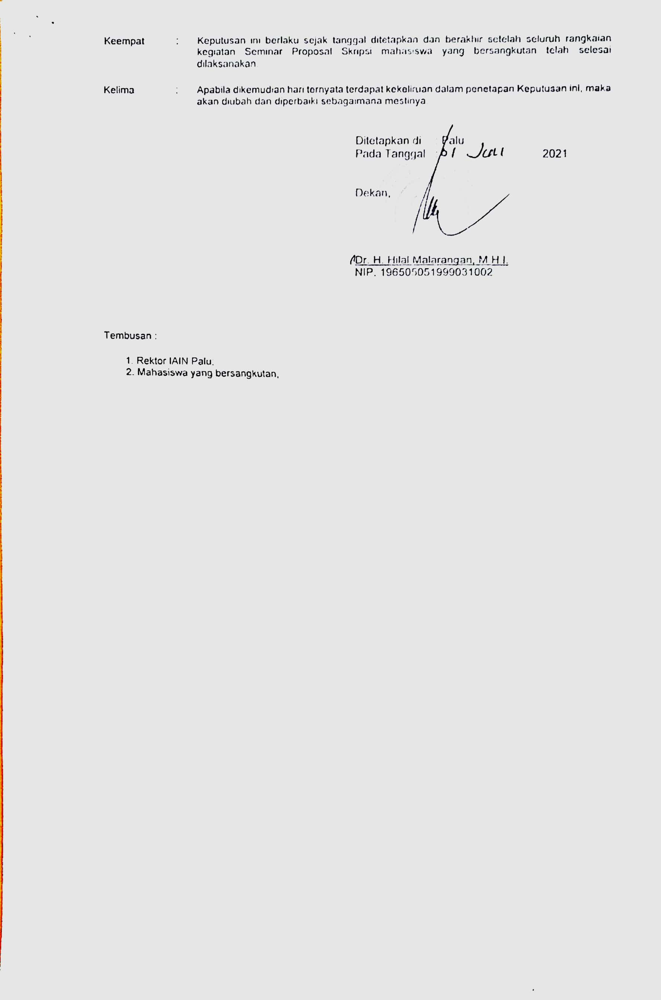 Keempat : Keputusan ini berlaku sejak tanggal ditetapkan dan berakhir setelah seluruh rangkaian
kegiatan Seminar Proposal Skripsi mahasiswa yang bersangkutan telah selesai
dilaksanakan
Kelima : Apabila dikemudian hari ternyata terdapat kekeliruan dalam penetapan Keputusan ini, maka
akan diubah dan diperbaiki sebagaimana mestinya
Ditetapkan di : Palu
Pada Tanggal : 01 Juli 2021
Dekan,
Dr. H. Hilal Malarangan, M.H.I.
NIP. 196505051999031002
Tembusan :
1. Rektor IAIN Palu;
2. Mahasiswa yang bersangkutan,